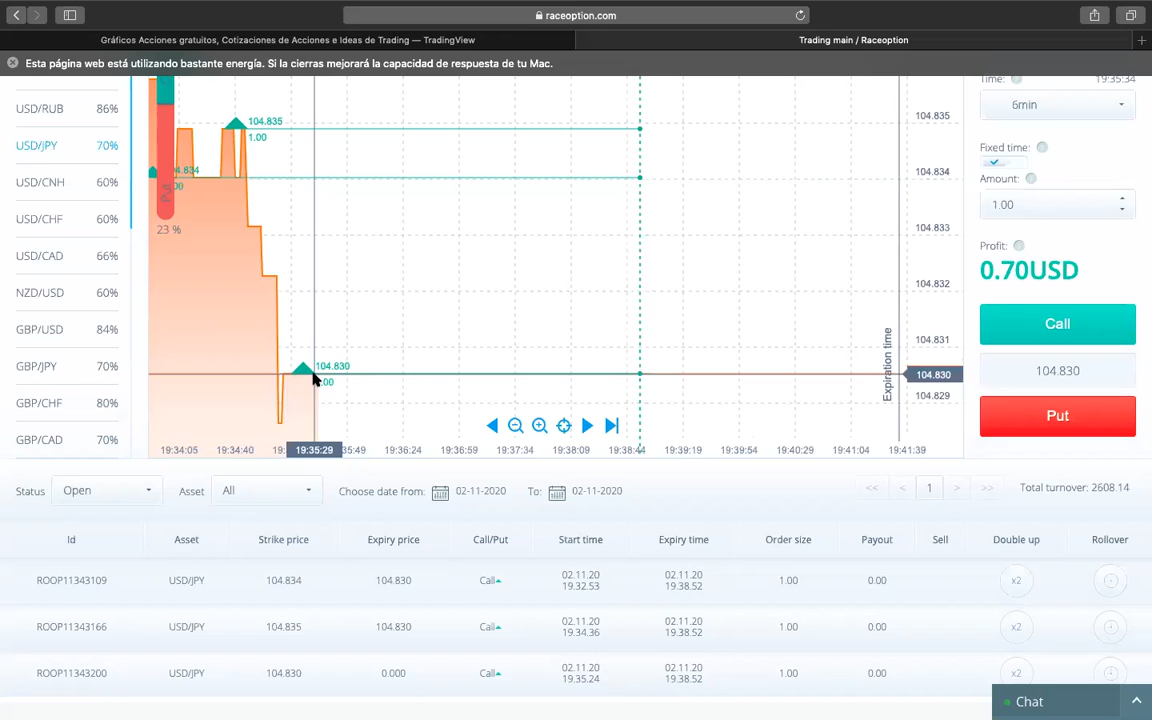 raceoption.com
Gráficos Acciones gratuitos, Cotizaciones de Acciones e Ideas de Trading — TradingView
Trading main / Raceoption
Esta página web está utilizando bastante energía. Si la cierras mejorará la capacidad de respuesta de tu Mac.
USD/RUB 86%
USD/JPY 70%
USD/CNH 60%
USD/CHF 60%
USD/CAD 66%
NZD/USD 60%
GBP/USD 84%
GBP/JPY 70%
GBP/CHF 80%
GBP/CAD 70%
Put
23 %
104.835
1.00
104.830
Expiration time
104.835
104.834
104.833
104.832
104.831
104.830
104.829
19:34:05 19:34:40 19:35:29 19:36:24 19:36:59 19:37:34 19:38:09 19:38:44 19:39:19 19:39:54 19:40:29 19:41:04 19:41:39
Time: 19:35:34
6min
Fixed time:
Amount:
1.00
Profit:
0.70USD
Call
104.830
Put
Status Open Asset All Choose date from: 02-11-2020 To: 02-11-2020 << < 1 > >> Total turnover: 2608.14
Id Asset Strike price Expiry price Call/Put Start time Expiry time Order size Payout Sell Double up Rollover
ROOP11343109 USD/JPY 104.834 104.830 Call 02.11.20 19.32.53 02.11.20 19.38.52 1.00 0.00 x2
ROOP11343166 USD/JPY 104.835 104.830 Call 02.11.20 19.34.36 02.11.20 19.38.52 1.00 0.00 x2
ROOP11343200 USD/JPY 104.830 0.000 Call 02.11.20 19.35.24 02.11.20 19.38.52 1.00 0.00 x2
Chat